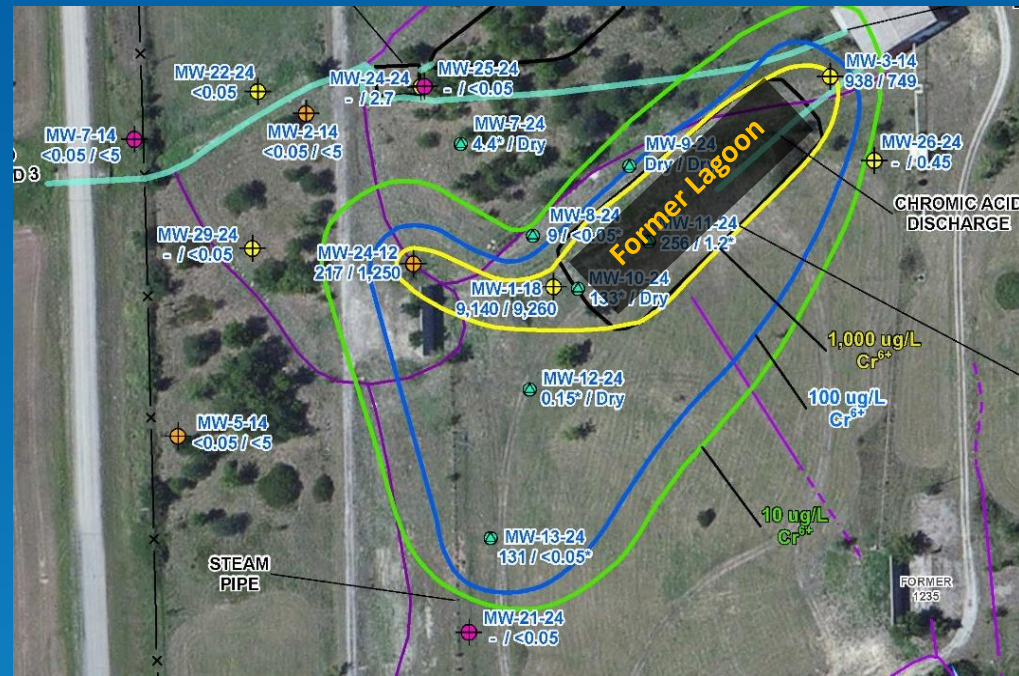 MW-22-24
<0.05
MW-24-24
- / 2.7
MW-25-24
- / <0.05
MW-3-14
938 / 749
MW-7-14
<0.05 / <5
MW-2-14
<0.05 / <5
MW-7-24
4.4* / Dry
MW-9-24
Dry / Dry
MW-26-24
- / 0.45
D 3
Former Lagoon
CHROMIC ACID
DISCHARGE
MW-8-24
9 / <0.05*
MW-11-24
256 / 1.2*
MW-29-24
- / <0.05
MW-24-12
217 / 1,250
MW-1-18
9,140 / 9,260
MW-10-24
133* / Dry
1,000 ug/L
Cr6+
100 ug/L
Cr6+
MW-12-24
0.15* / Dry
MW-5-14
<0.05 / <5
10 ug/L
Cr6+
MW-13-24
131 / <0.05*
STEAM
PIPE
FORMER
1235
MW-21-24
- / <0.05